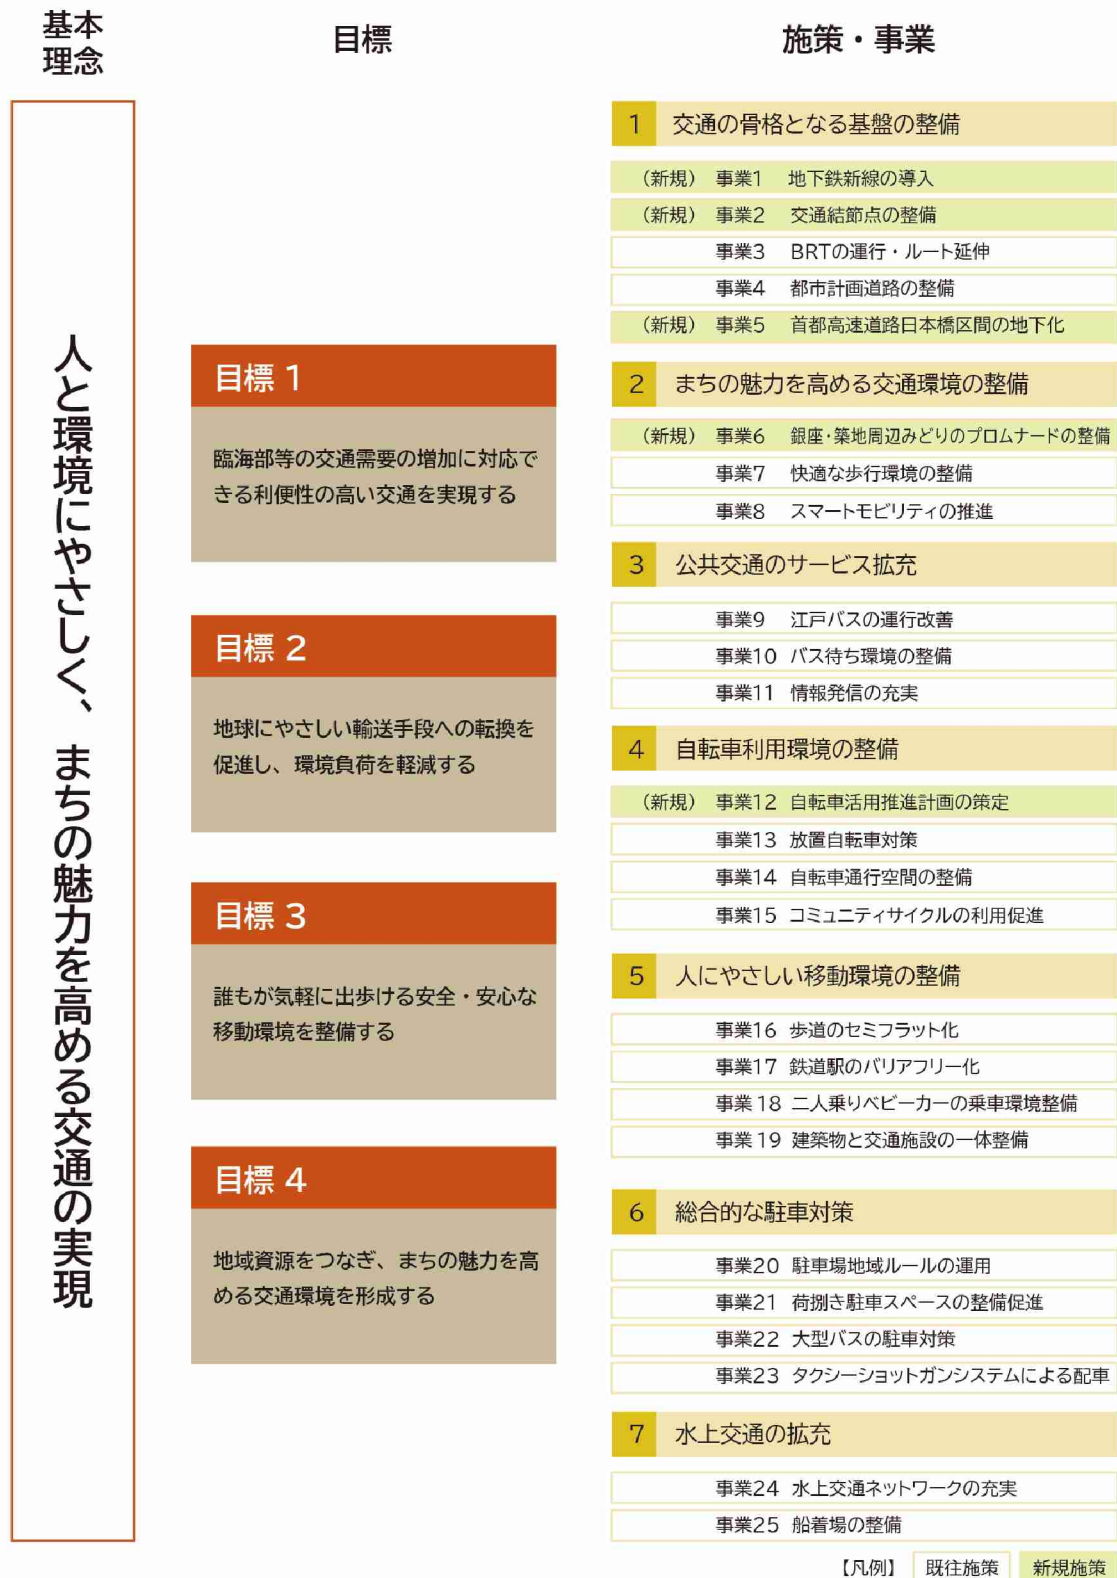 基本
理念
目標
施策・事業
人と環境にやさしく、まちの魅力を高める交通の実現
目標 1
臨海部等の交通需要の増加に対応で
きる利便性の高い交通を実現する
目標 2
地球にやさしい輸送手段への転換を
促進し、環境負荷を軽減する
目標 3
誰もが気軽に出歩ける安全・安心な
移動環境を整備する
目標 4
地域資源をつなぎ、まちの魅力を高
める交通環境を形成する
1 交通の骨格となる基盤の整備
（新規） 事業1 地下鉄新線の導入
（新規） 事業2 交通結節点の整備
事業3 BRTの運行・ルート延伸
事業4 都市計画道路の整備
（新規） 事業5 首都高速道路日本橋区間の地下化
2 まちの魅力を高める交通環境の整備
（新規） 事業6 銀座・築地周辺みどりのプロムナードの整備
事業7 快適な歩行環境の整備
事業8 スマートモビリティの推進
3 公共交通のサービス拡充
事業9 江戸バスの運行改善
事業10 バス待ち環境の整備
事業11 情報発信の充実
4 自転車利用環境の整備
（新規） 事業12 自転車活用推進計画の策定
事業13 放置自転車対策
事業14 自転車通行空間の整備
事業15 コミュニティサイクルの利用促進
5 人にやさしい移動環境の整備
事業16 歩道のセミフラット化
事業17 鉄道駅のバリアフリー化
事業18 二人乗りベビーカーの乗車環境整備
事業19 建築物と交通施設の一体整備
6 総合的な駐車対策
事業20 駐車場地域ルールの運用
事業21 荷捌き駐車スペースの整備促進
事業22 大型バスの駐車対策
事業23 タクシーショットガンシステムによる配車
7 水上交通の拡充
事業24 水上交通ネットワークの充実
事業25 船着場の整備
【凡例】 既往施策 新規施策